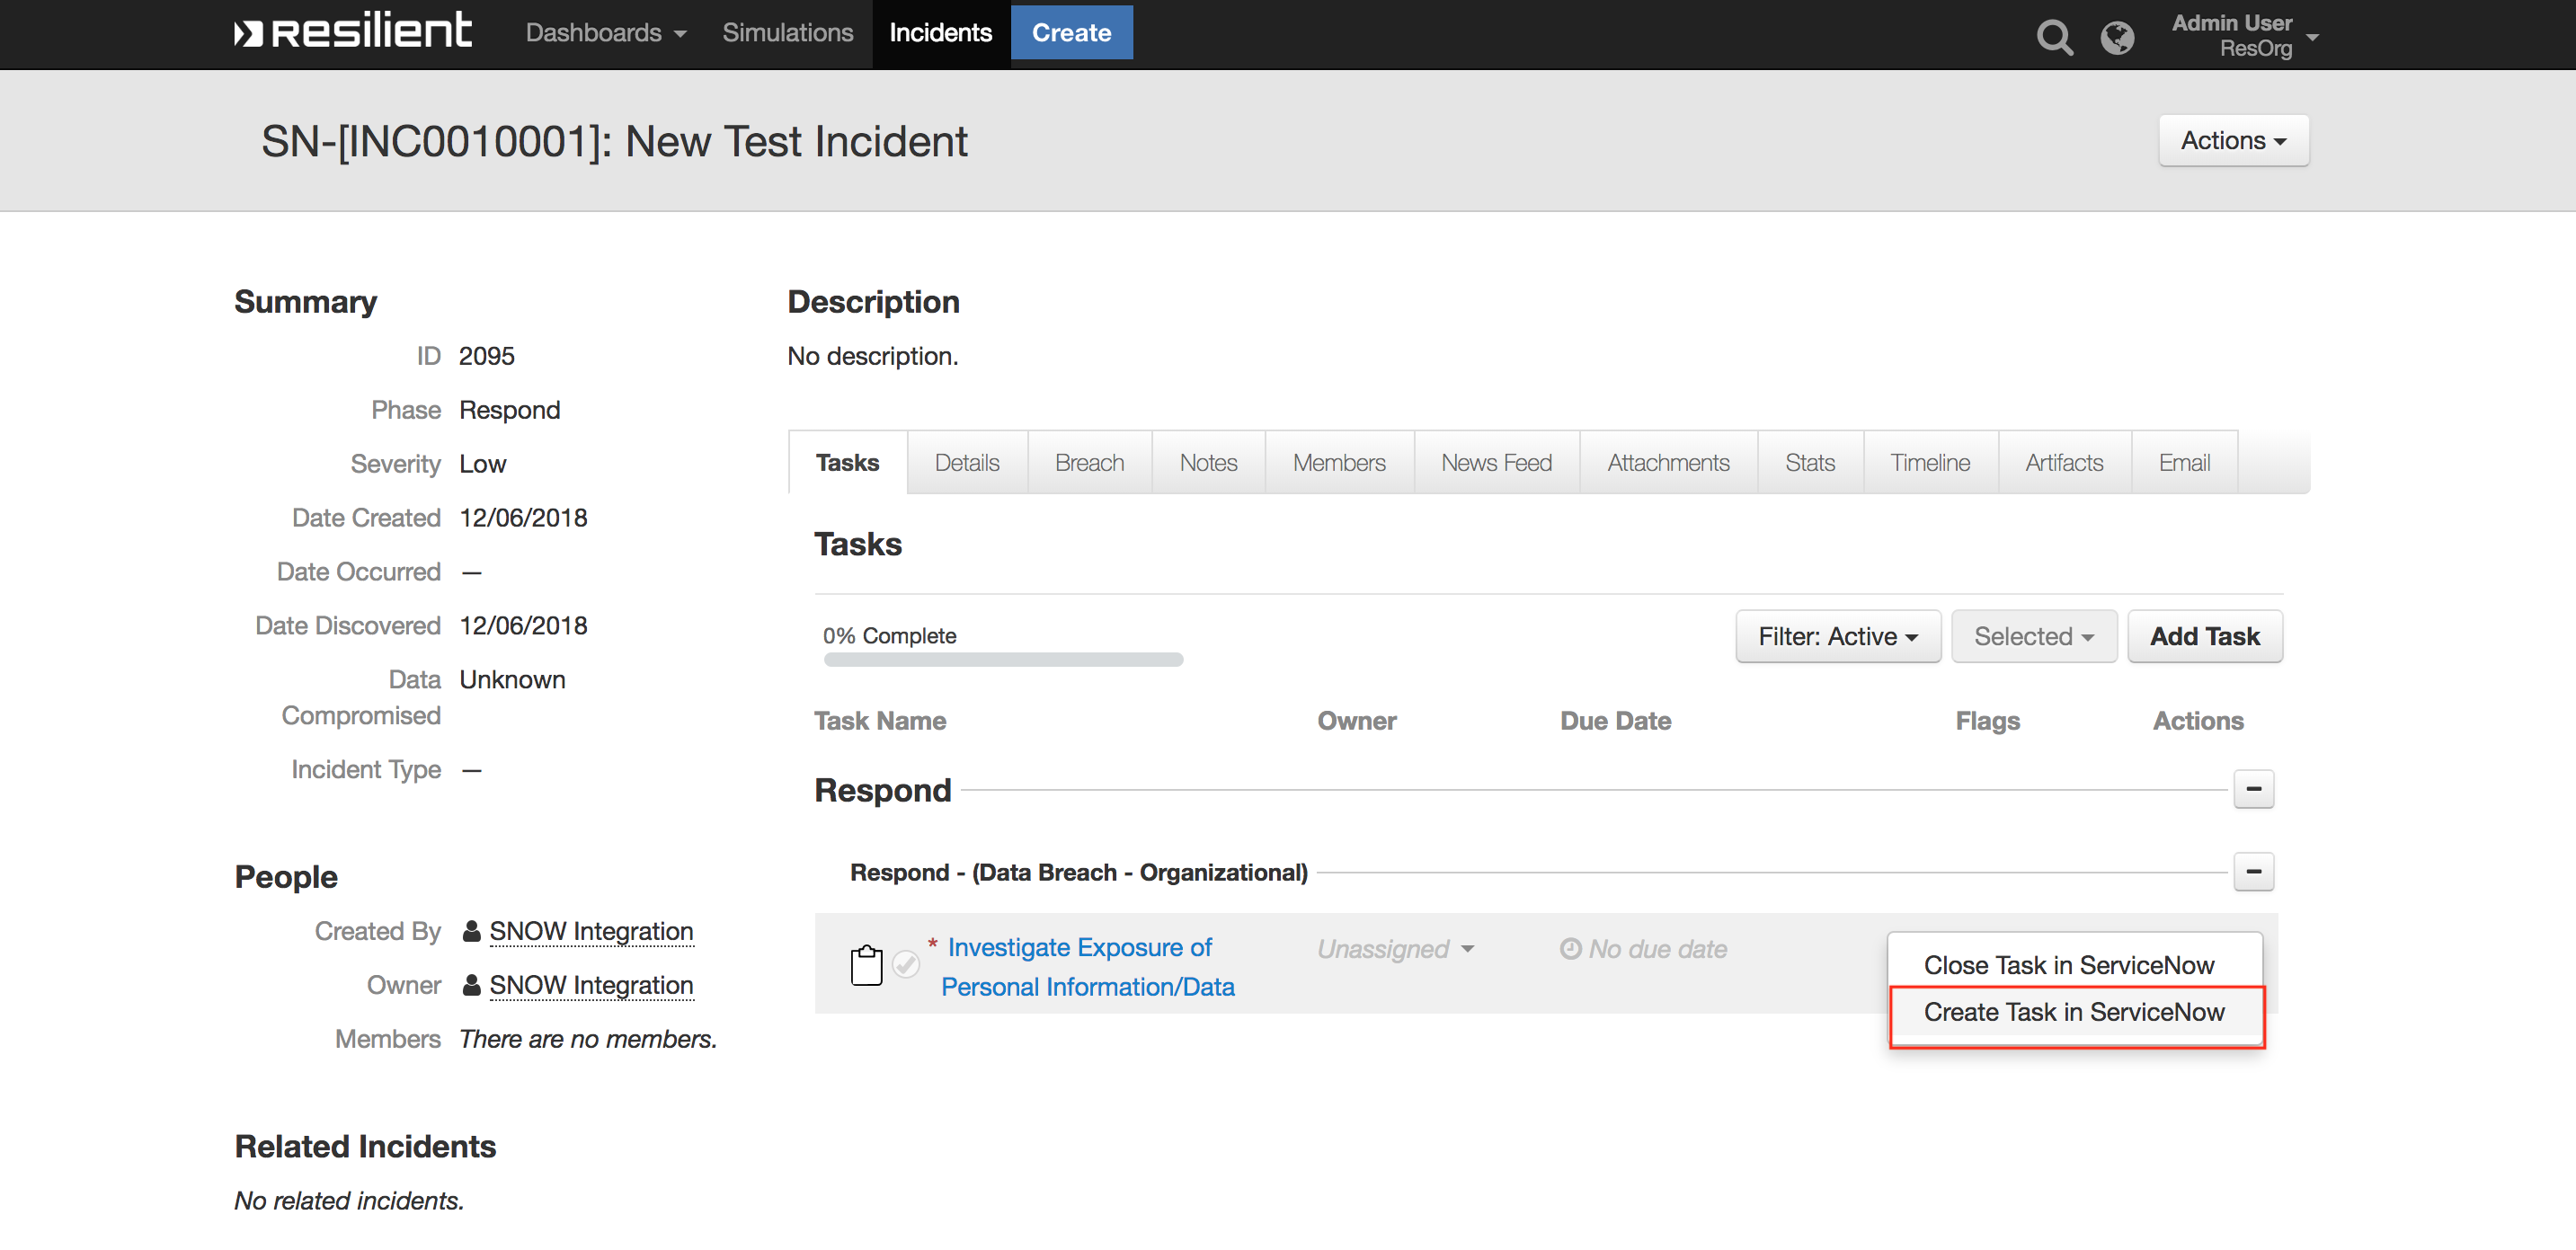 resilient Dashboards Simulations Incidents Create Admin User
ResOrg
SN-[INC0010001]: New Test Incident Actions
Summary
ID 2095
Phase Respond
Severity Low
Date Created 12/06/2018
Date Occurred —
Date Discovered 12/06/2018
Data Compromised Unknown
Incident Type —
People
Created By SNOW Integration
Owner SNOW Integration
Members There are no members.
Related Incidents
No related incidents.
Description
No description.
Tasks Details Breach Notes Members News Feed Attachments Stats Timeline Artifacts Email
Tasks
0% Complete Filter: Active Selected Add Task
Task Name Owner Due Date Flags Actions
Respond
Respond - (Data Breach - Organizational)
* Investigate Exposure of Unassigned No due date
Personal Information/Data
Close Task in ServiceNow
Create Task in ServiceNow